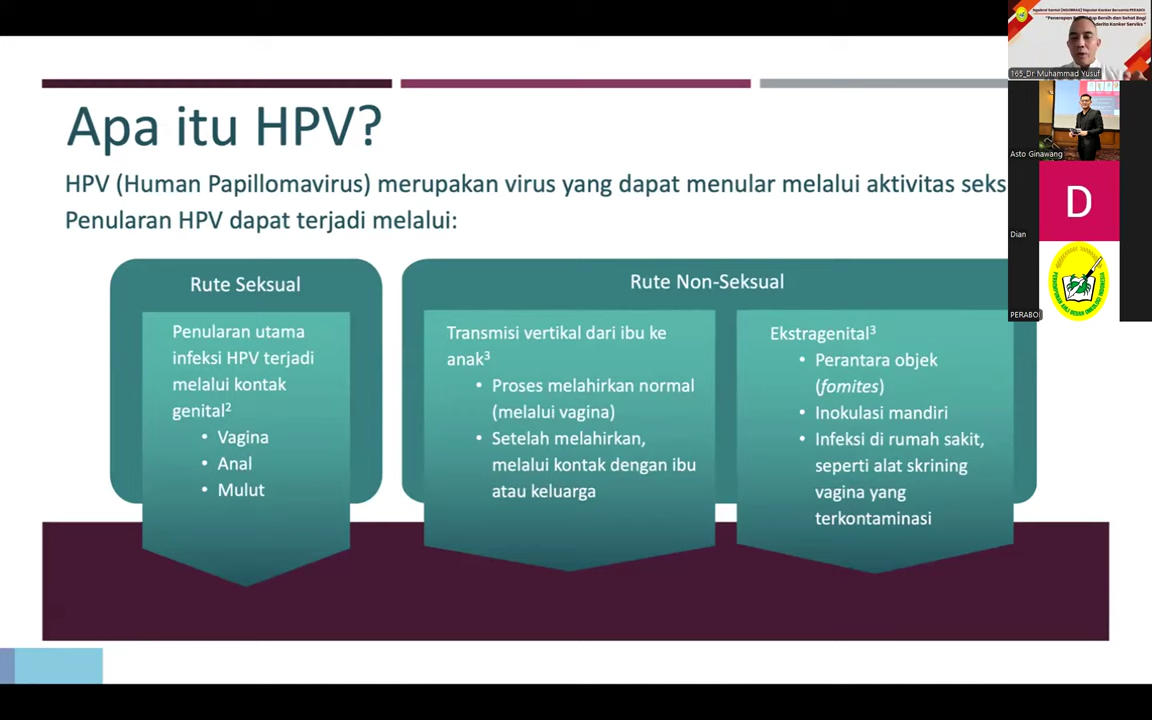 Apa itu HPV?
HPV (Human Papillomavirus) merupakan virus yang dapat menular melalui aktivitas seks
Penularan HPV dapat terjadi melalui:
Rute Seksual
Penularan utama
infeksi HPV terjadi
melalui kontak
genital²
• Vagina
• Anal
• Mulut
Rute Non-Seksual
Transmisi vertikal dari ibu ke
anak³
• Proses melahirkan normal
(melalui vagina)
• Setelah melahirkan,
melalui kontak dengan ibu
atau keluarga
Ekstragenital³
• Perantara objek
(fomites)
• Inokulasi mandiri
• Infeksi di rumah sakit,
seperti alat skrining
vagina yang
terkontaminasi
165_Dr Muhammad Yusuf
Asto Ginawang
D
Dian
PERABOI